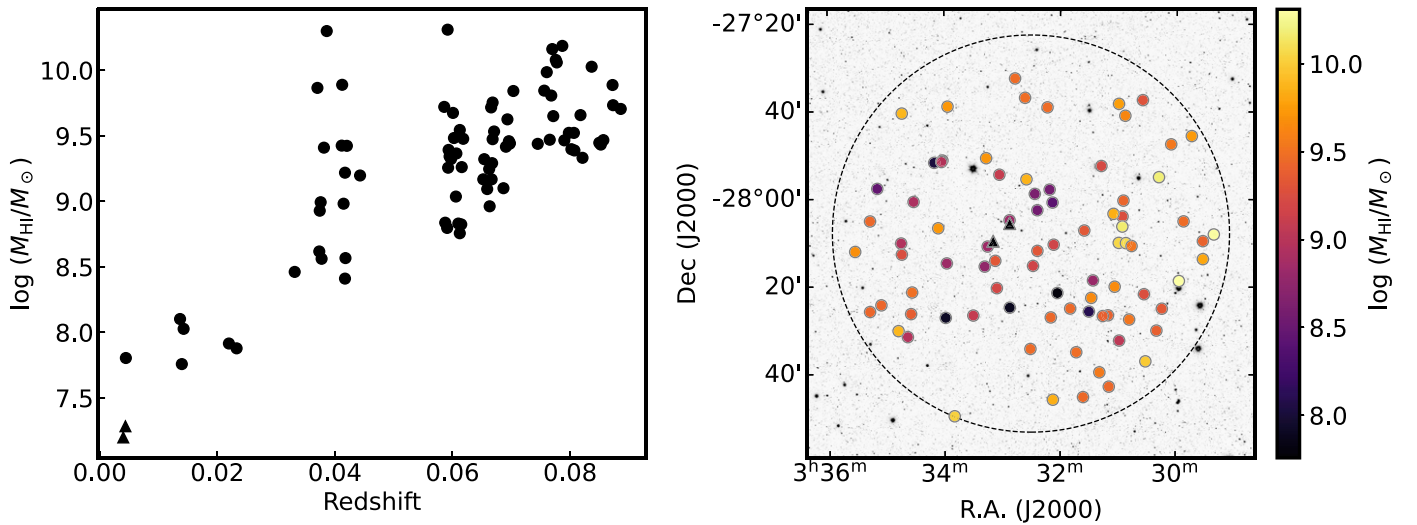 10.0
9.5
9.0
8.5
8.0
7.5
log (M_HI/M_⊙)
0.00
0.02
0.04
0.06
0.08
Redshift
-27°20'
40'
-28°00'
20'
40'
Dec (J2000)
3ʰ36ᵐ
34ᵐ
32ᵐ
30ᵐ
R.A. (J2000)
10.0
9.5
9.0
8.5
8.0
log (M_HI/M_⊙)